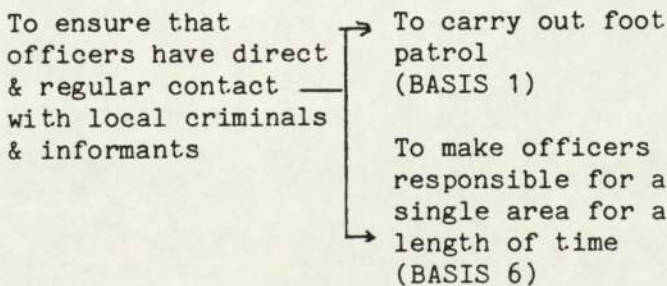 To ensure that
officers have direct
& regular contact
with local criminals
& informants
To carry out foot
patrol
(BASIS 1)
To make officers
responsible for a
single area for a
length of time
(BASIS 6)